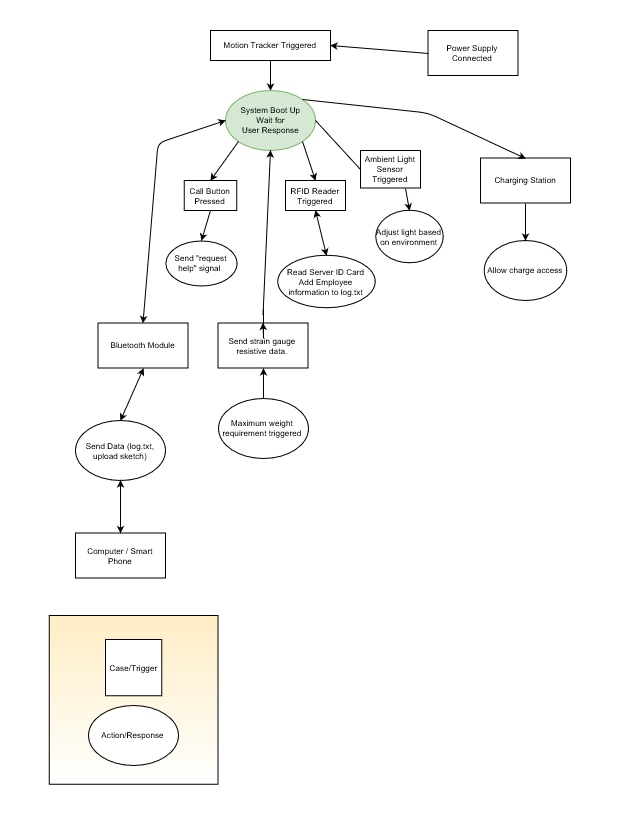 Motion Tracker Triggered
Power Supply
Connected
System Boot Up
Wait for
User Response
Ambient Light
Sensor
Triggered
Charging Station
Call Button
Pressed
RFID Reader
Triggered
Adjust light based
on environment
Send "request
help" signal
Read Server ID Card
Add Employee
information to log.txt
Allow charge access
Bluetooth Module
Send strain gauge
resistive data.
Maximum weight
requirement triggered
Send Data (log.txt,
upload sketch)
Computer / Smart
Phone
Case/Trigger
Action/Response